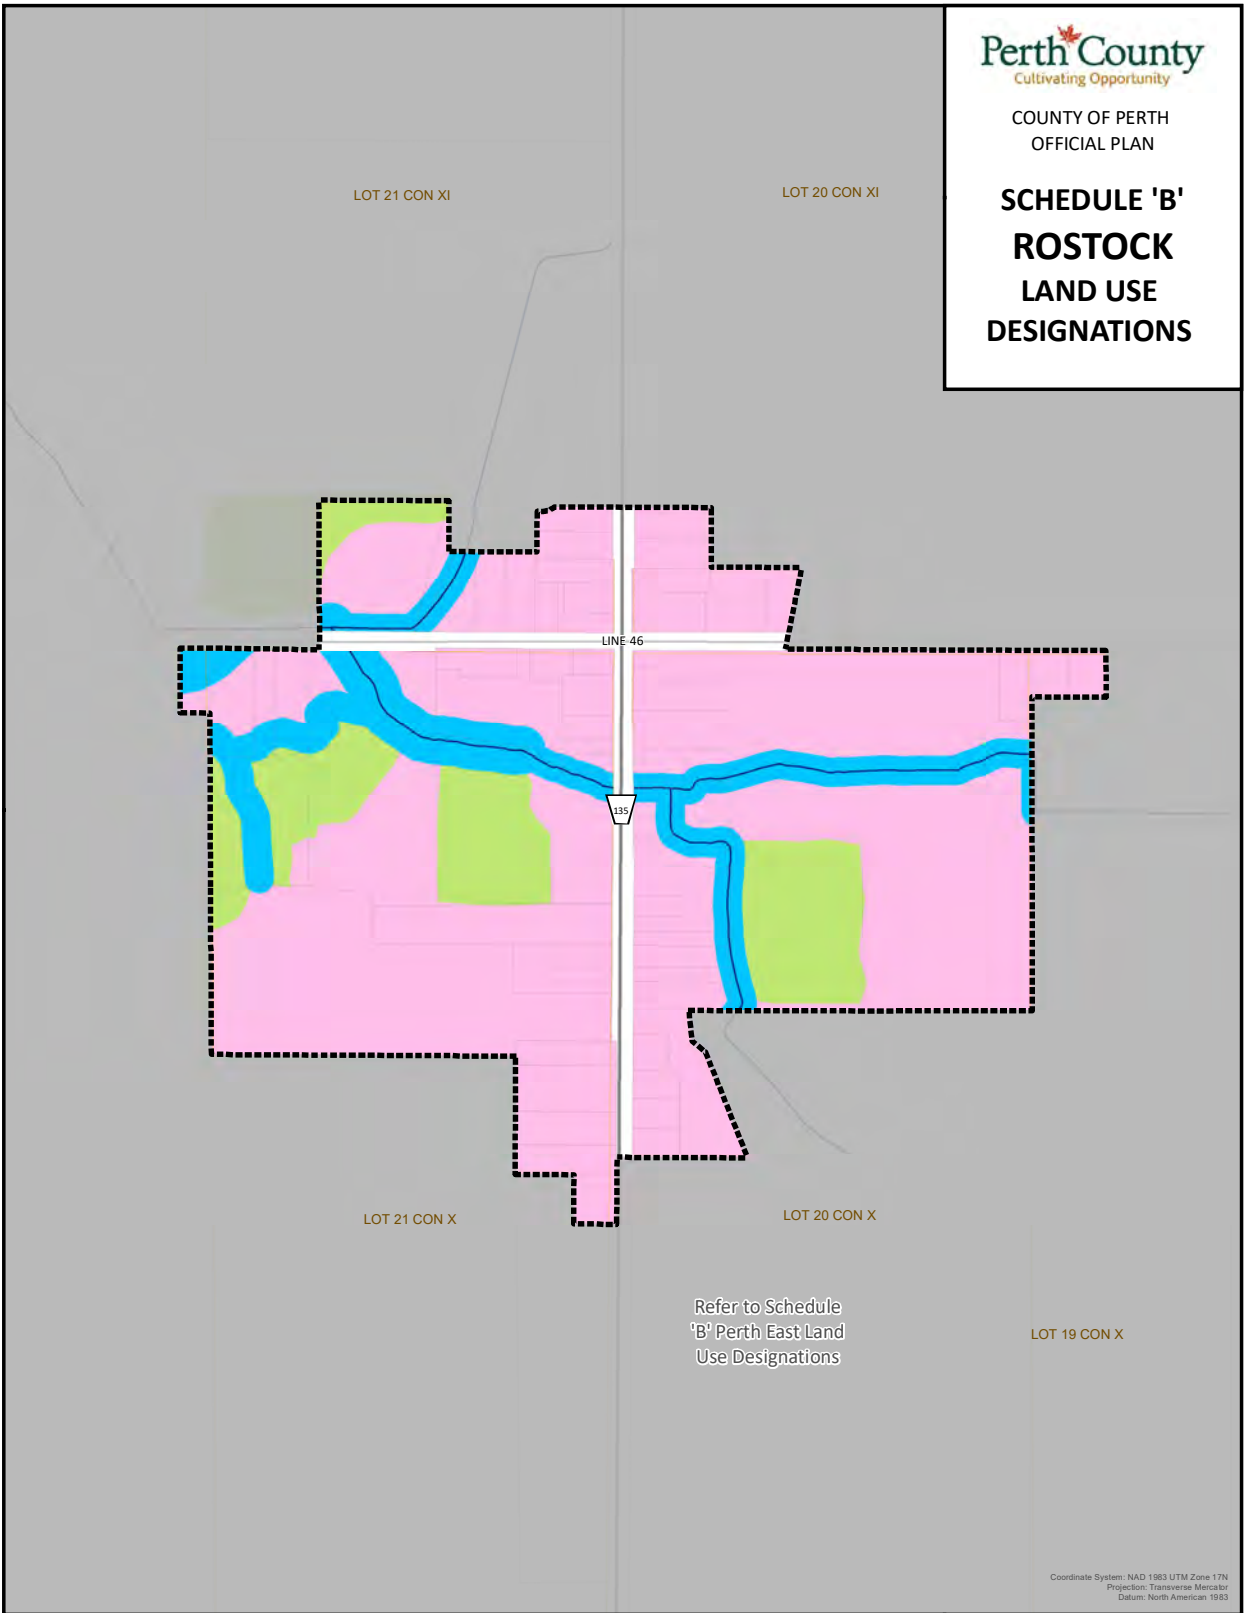 Perth County
Cultivating Opportunity
COUNTY OF PERTH
OFFICIAL PLAN
SCHEDULE 'B'
ROSTOCK
LAND USE
DESIGNATIONS
LOT 21 CON XI
LOT 20 CON XI
LINE 46
135
LOT 21 CON X
LOT 20 CON X
Refer to Schedule
'B' Perth East Land
Use Designations
LOT 19 CON X
Coordinate System: NAD 1983 UTM Zone 17N
Projection: Transverse Mercator
Datum: North American 1983